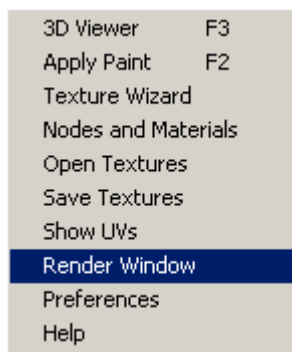 3D Viewer F3
Apply Paint F2
Texture Wizard
Nodes and Materials
Open Textures
Save Textures
Show UVs
Render Window
Preferences
Help